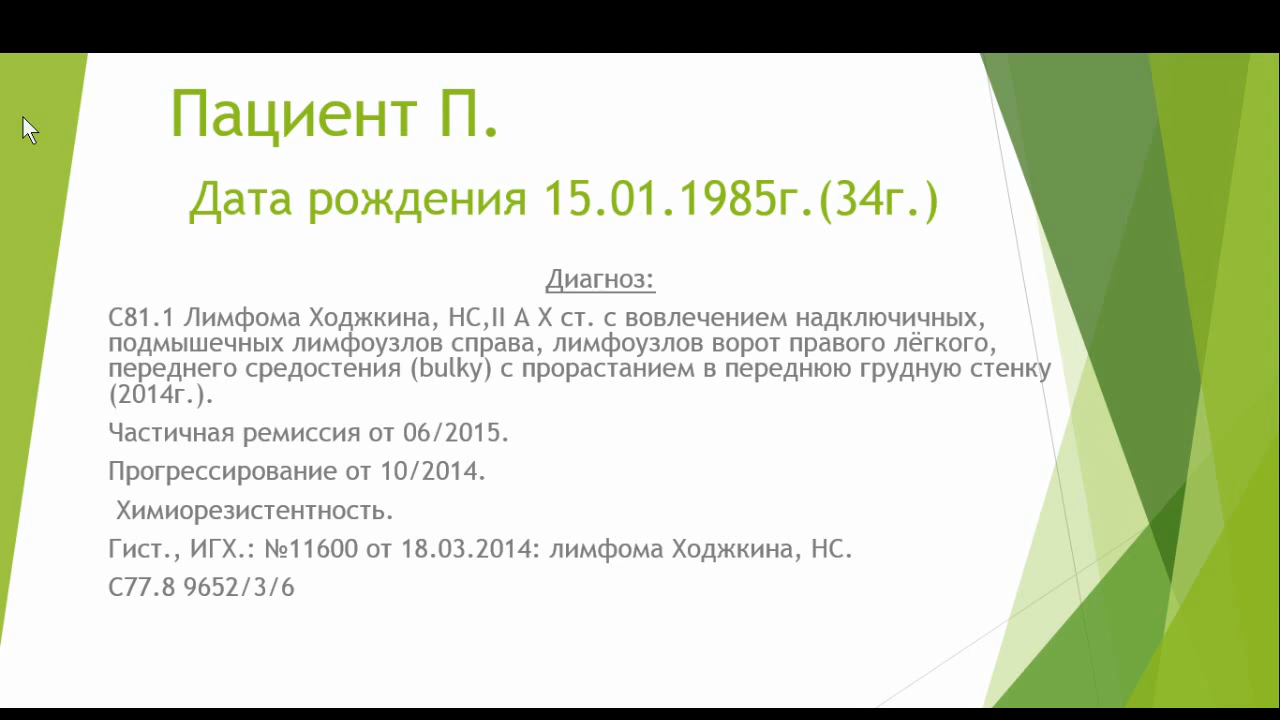 Пациент П.
Дата рождения 15.01.1985г.(34г.)
Диагноз:
С81.1 Лимфома Ходжкина, НС,II А Х ст. с вовлечением надключичных,
подмышечных лимфоузлов справа, лимфоузлов ворот правого лёгкого,
переднего средостения (bulky) с прорастанием в переднюю грудную стенку
(2014г.).
Частичная ремиссия от 06/2015.
Прогрессирование от 10/2014.
Химиорезистентность.
Гист., ИГХ.: №11600 от 18.03.2014: лимфома Ходжкина, НС.
С77.8 9652/3/6